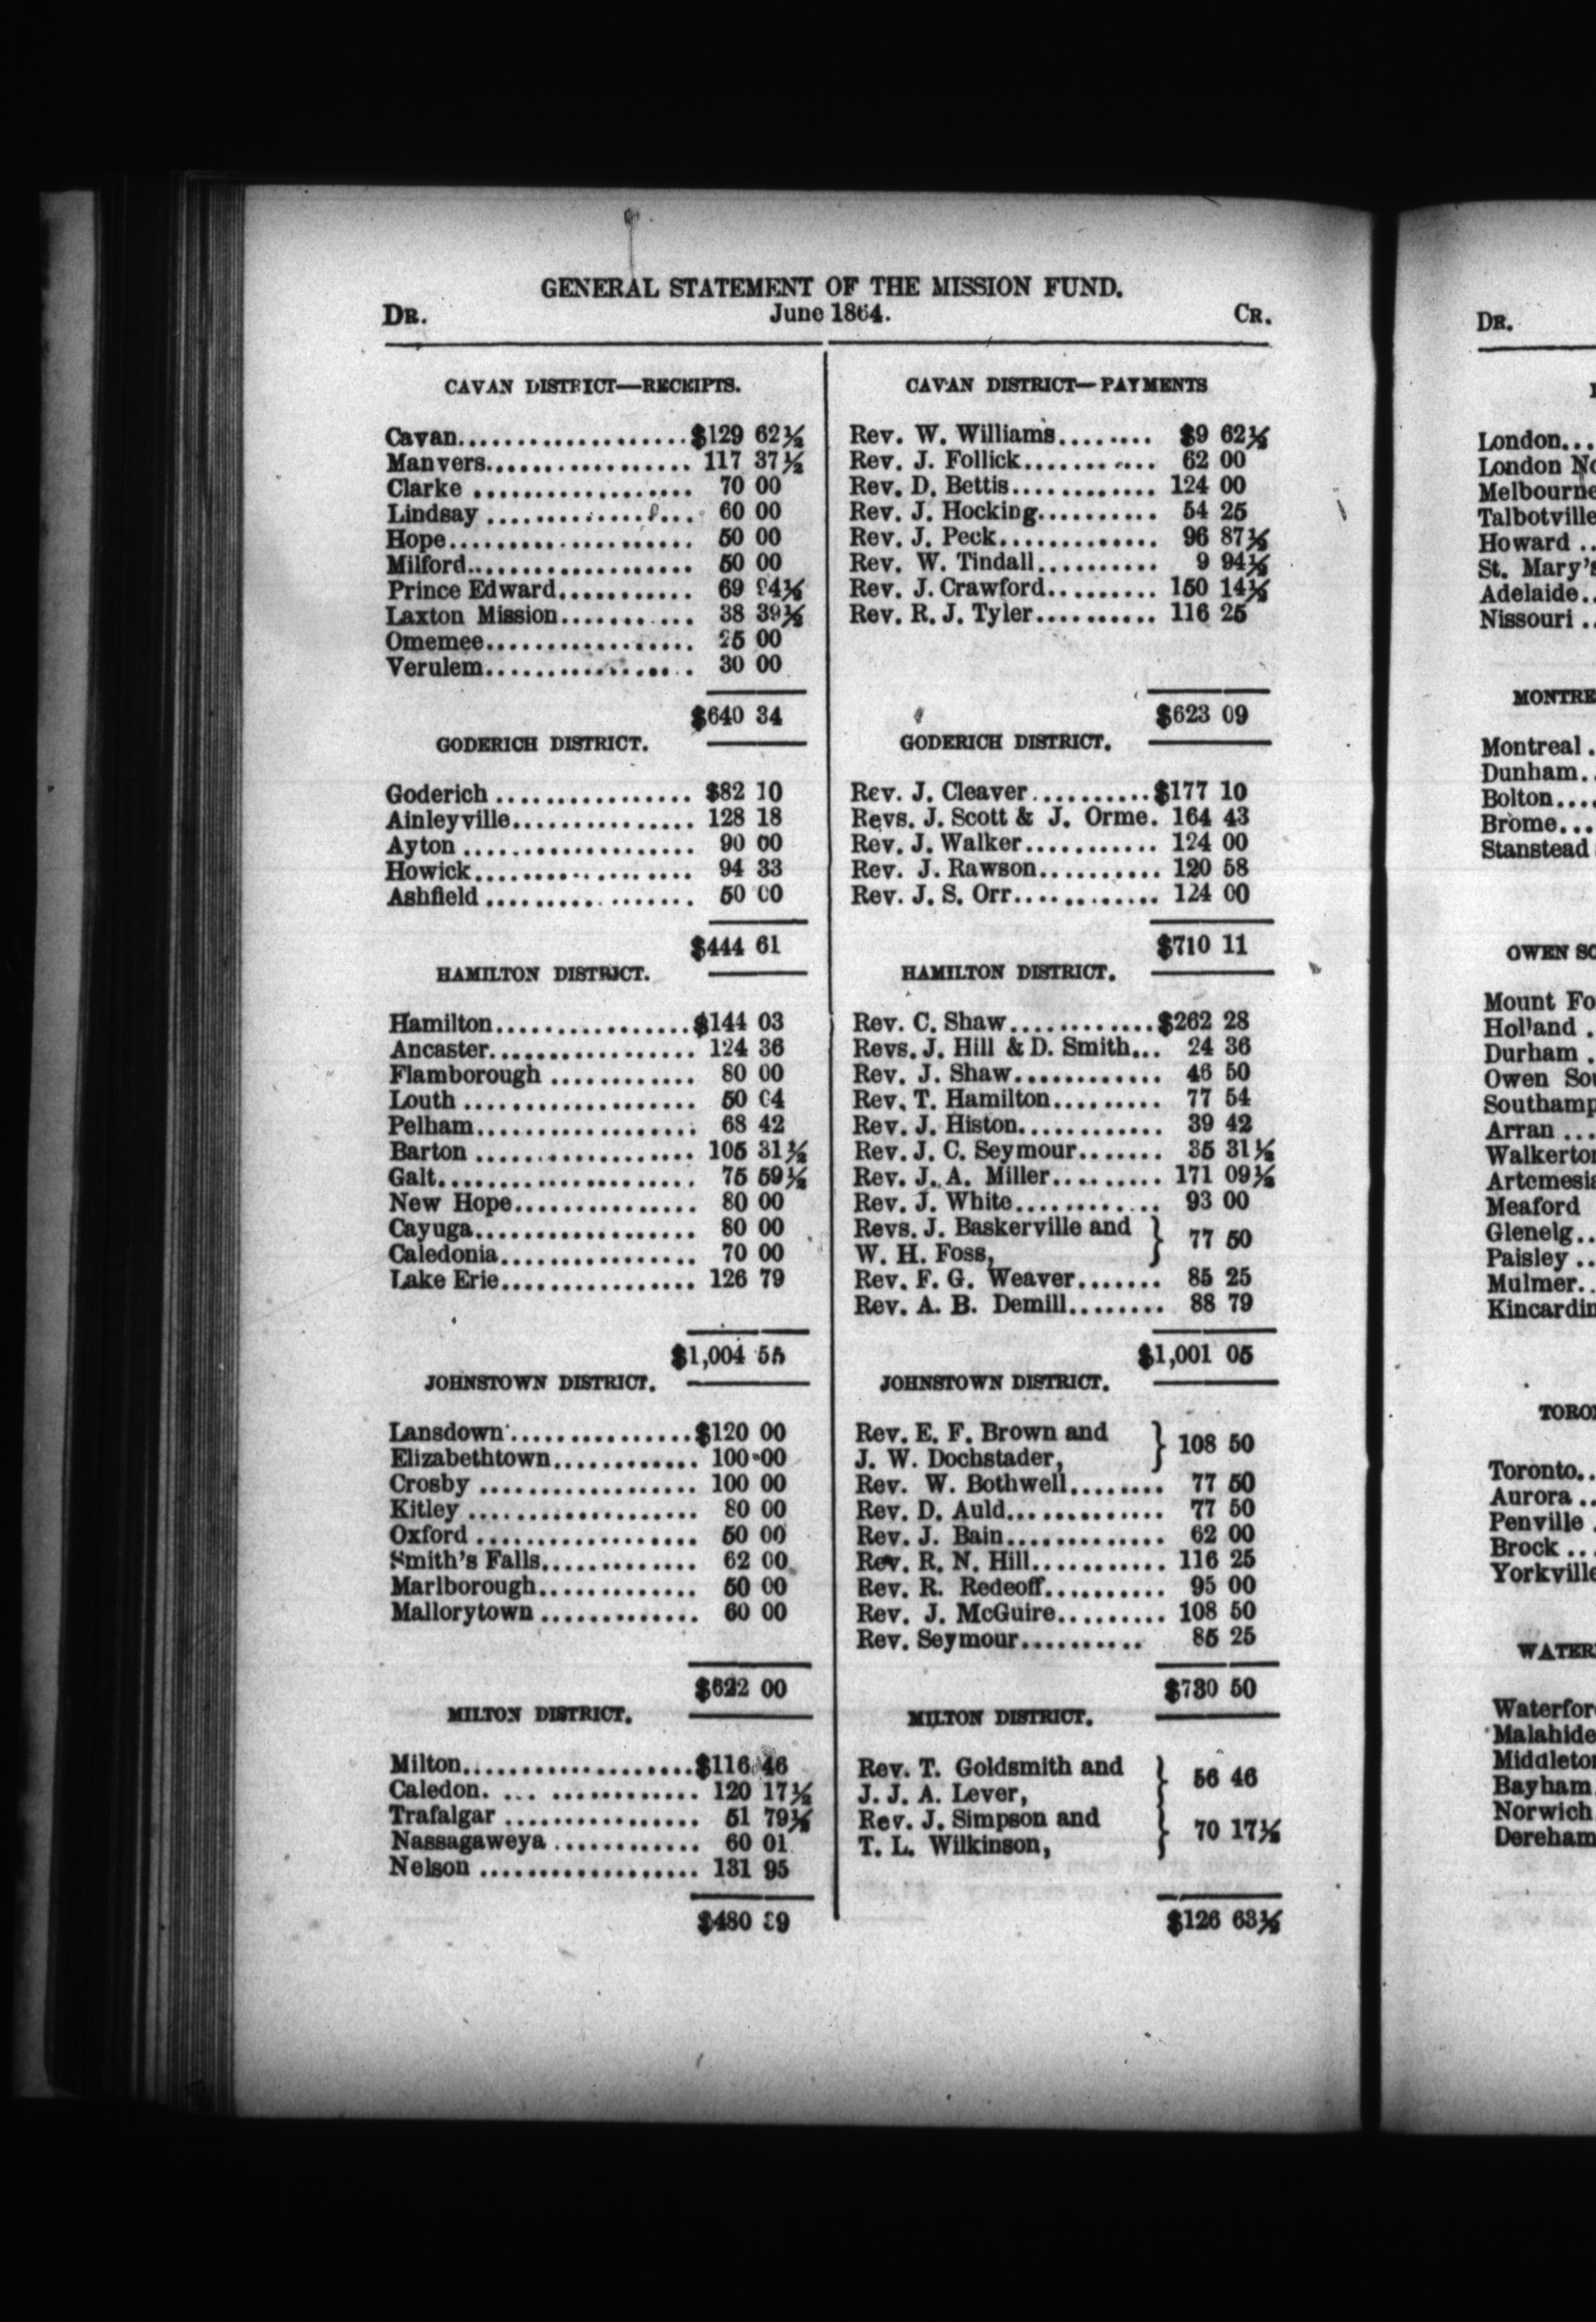 GENERAL STATEMENT OF THE MISSION FUND.
DR. June 1864. CR.
CAVAN DISTRICT—RECEIPTS.
Cavan....................$129 62½
Manvers................. 117 37½
Clarke .................. 70 00
Lindsay ................. 60 00
Hope.................... 50 00
Milford................... 50 00
Prince Edward........... 69 94½
Laxton Mission........... 38 39½
Omemee................. 25 00
Verulem................. 30 00
$640 34
GODERICH DISTRICT.
Goderich ................ $82 10
Ainleyville............... 128 18
Ayton ................... 90 00
Howick.................. 94 33
Ashfield ................. 50 00
$444 61
HAMILTON DISTRICT.
Hamilton................$144 03
Ancaster................. 124 36
Flamborough ............ 80 00
Louth ................... 50 04
Pelham.................. 68 42
Barton .................. 105 31½
Galt..................... 75 59½
New Hope............... 80 00
Cayuga.................. 80 00
Caledonia................ 70 00
Lake Erie................ 126 79
$1,004 55
JOHNSTOWN DISTRICT.
Lansdown...............$120 00
Elizabethtown............ 100 00
Crosby .................. 100 00
Kitley ................... 80 00
Oxford .................. 50 00
Smith's Falls............. 62 00
Marlborough............. 50 00
Mallorytown ............. 60 00
$622 00
MILTON DISTRICT.
Milton...................$116 46
Caledon. ... ............ 120 17½
Trafalgar ................ 51 79½
Nassagaweya ............ 60 01
Nelson .................. 131 95
$480 39
CAVAN DISTRICT—PAYMENTS
Rev. W. Williams........ $9 62½
Rev. J. Follick........... 62 00
Rev. D. Bettis............ 124 00
Rev. J. Hocking.......... 54 25
Rev. J. Peck............. 96 87½
Rev. W. Tindall.......... 9 94½
Rev. J. Crawford......... 150 14½
Rev. R. J. Tyler.......... 116 25
$623 09
GODERICH DISTRICT.
Rev. J. Cleaver..........$177 10
Revs. J. Scott & J. Orme. 164 43
Rev. J. Walker........... 124 00
Rev. J. Rawson.......... 120 58
Rev. J. S. Orr............ 124 00
$710 11
HAMILTON DISTRICT.
Rev. C. Shaw............$262 28
Revs. J. Hill & D. Smith... 24 36
Rev. J. Shaw............ 46 50
Rev. T. Hamilton......... 77 54
Rev. J. Histon............ 39 42
Rev. J. C. Seymour....... 35 31½
Rev. J. A. Miller......... 171 09½
Rev. J. White............ 93 00
Revs. J. Baskerville and } 77 50
W. H. Foss,
Rev. F. G. Weaver....... 85 25
Rev. A. B. Demill........ 88 79
$1,001 05
JOHNSTOWN DISTRICT.
Rev. E. F. Brown and } 108 50
J. W. Dochstader,
Rev. W. Bothwell........ 77 50
Rev. D. Auld............. 77 50
Rev. J. Bain............. 62 00
Rev. R. N. Hill........... 116 25
Rev. R. Redeoff.......... 95 00
Rev. J. McGuire......... 108 50
Rev. Seymour.......... 85 25
$730 50
MILTON DISTRICT.
Rev. T. Goldsmith and } 56 46
J. J. A. Lever,
Rev. J. Simpson and } 70 17½
T. L. Wilkinson,
$126 63½
DR.
London...
London
Melbourne
Talbotville
Howard ..
St. Mary's
Adelaide..
Nissouri ..
Montreal .
Dunham..
Bolton....
Brome...
Stanstead
Mount
Holland .
Durham .
Owen
Arran ...
Meaford
Glenelg..
Paisley ..
Mulmer..
Toronto..
Aurora ..
Penville .
Brock ...
Yorkville
Malahide
Bayham
Norwich
Dereham